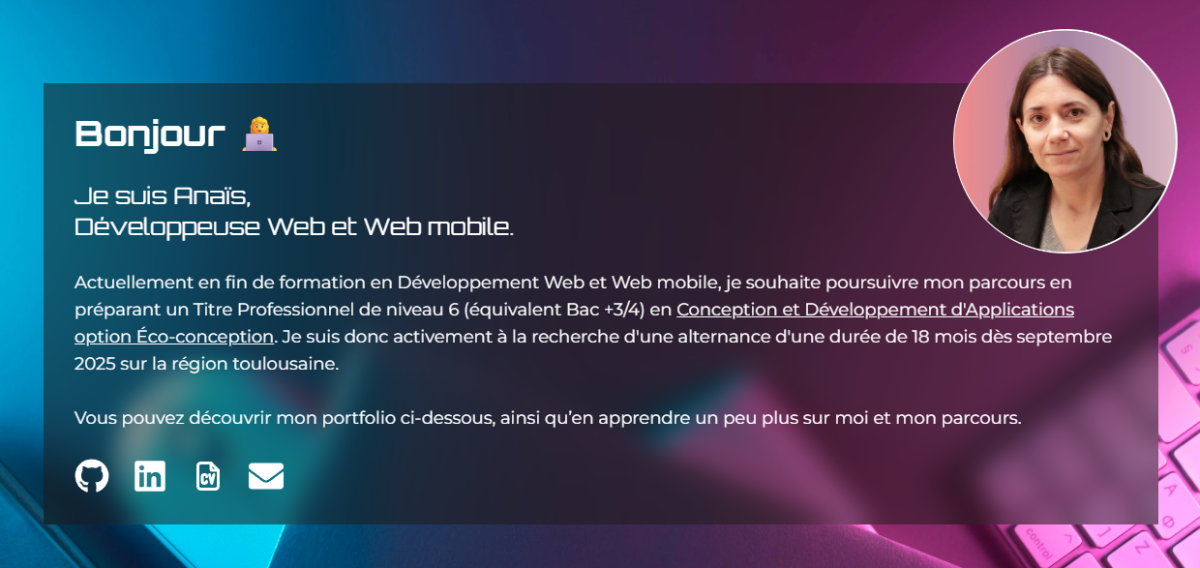 Bonjour
Je suis Anaïs,
Développeuse Web et Web mobile.
Actuellement en fin de formation en Développement Web et Web mobile, je souhaite poursuivre mon parcours en
préparant un Titre Professionnel de niveau 6 (équivalent Bac +3/4) en Conception et Développement d'Applications
option Éco-conception. Je suis donc activement à la recherche d'une alternance d'une durée de 18 mois dès septembre
2025 sur la région toulousaine.
Vous pouvez découvrir mon portfolio ci-dessous, ainsi qu’en apprendre un peu plus sur moi et mon parcours.
in
CV
A
control
Z